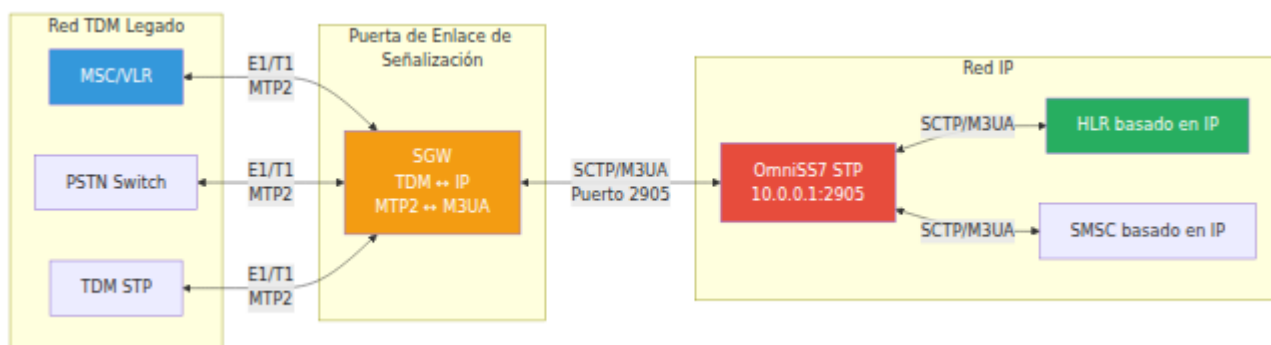 Red TDM Legado
MSC/VLR
PSTN Switch
TDM STP
E1/T1
MTP2
E1/T1
MTP2
E1/T1
MTP2
Puerta de Enlace de
Señalización
SGW
TDM ↔ IP
MTP2 ↔ M3UA
SCTP/M3UA
Puerto 2905
Red IP
OmniSS7 STP
10.0.0.1:2905
SCTP/M3UA
SCTP/M3UA
HLR basado en IP
SMSC basado en IP